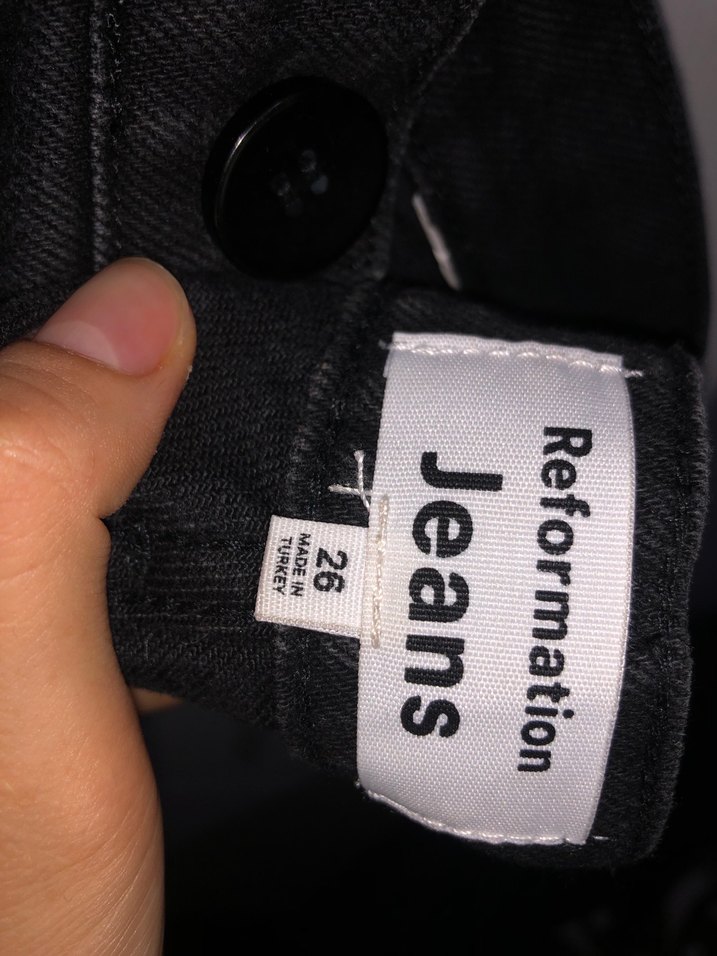 Reformation
Jeans
26
MADE IN
TURKEY